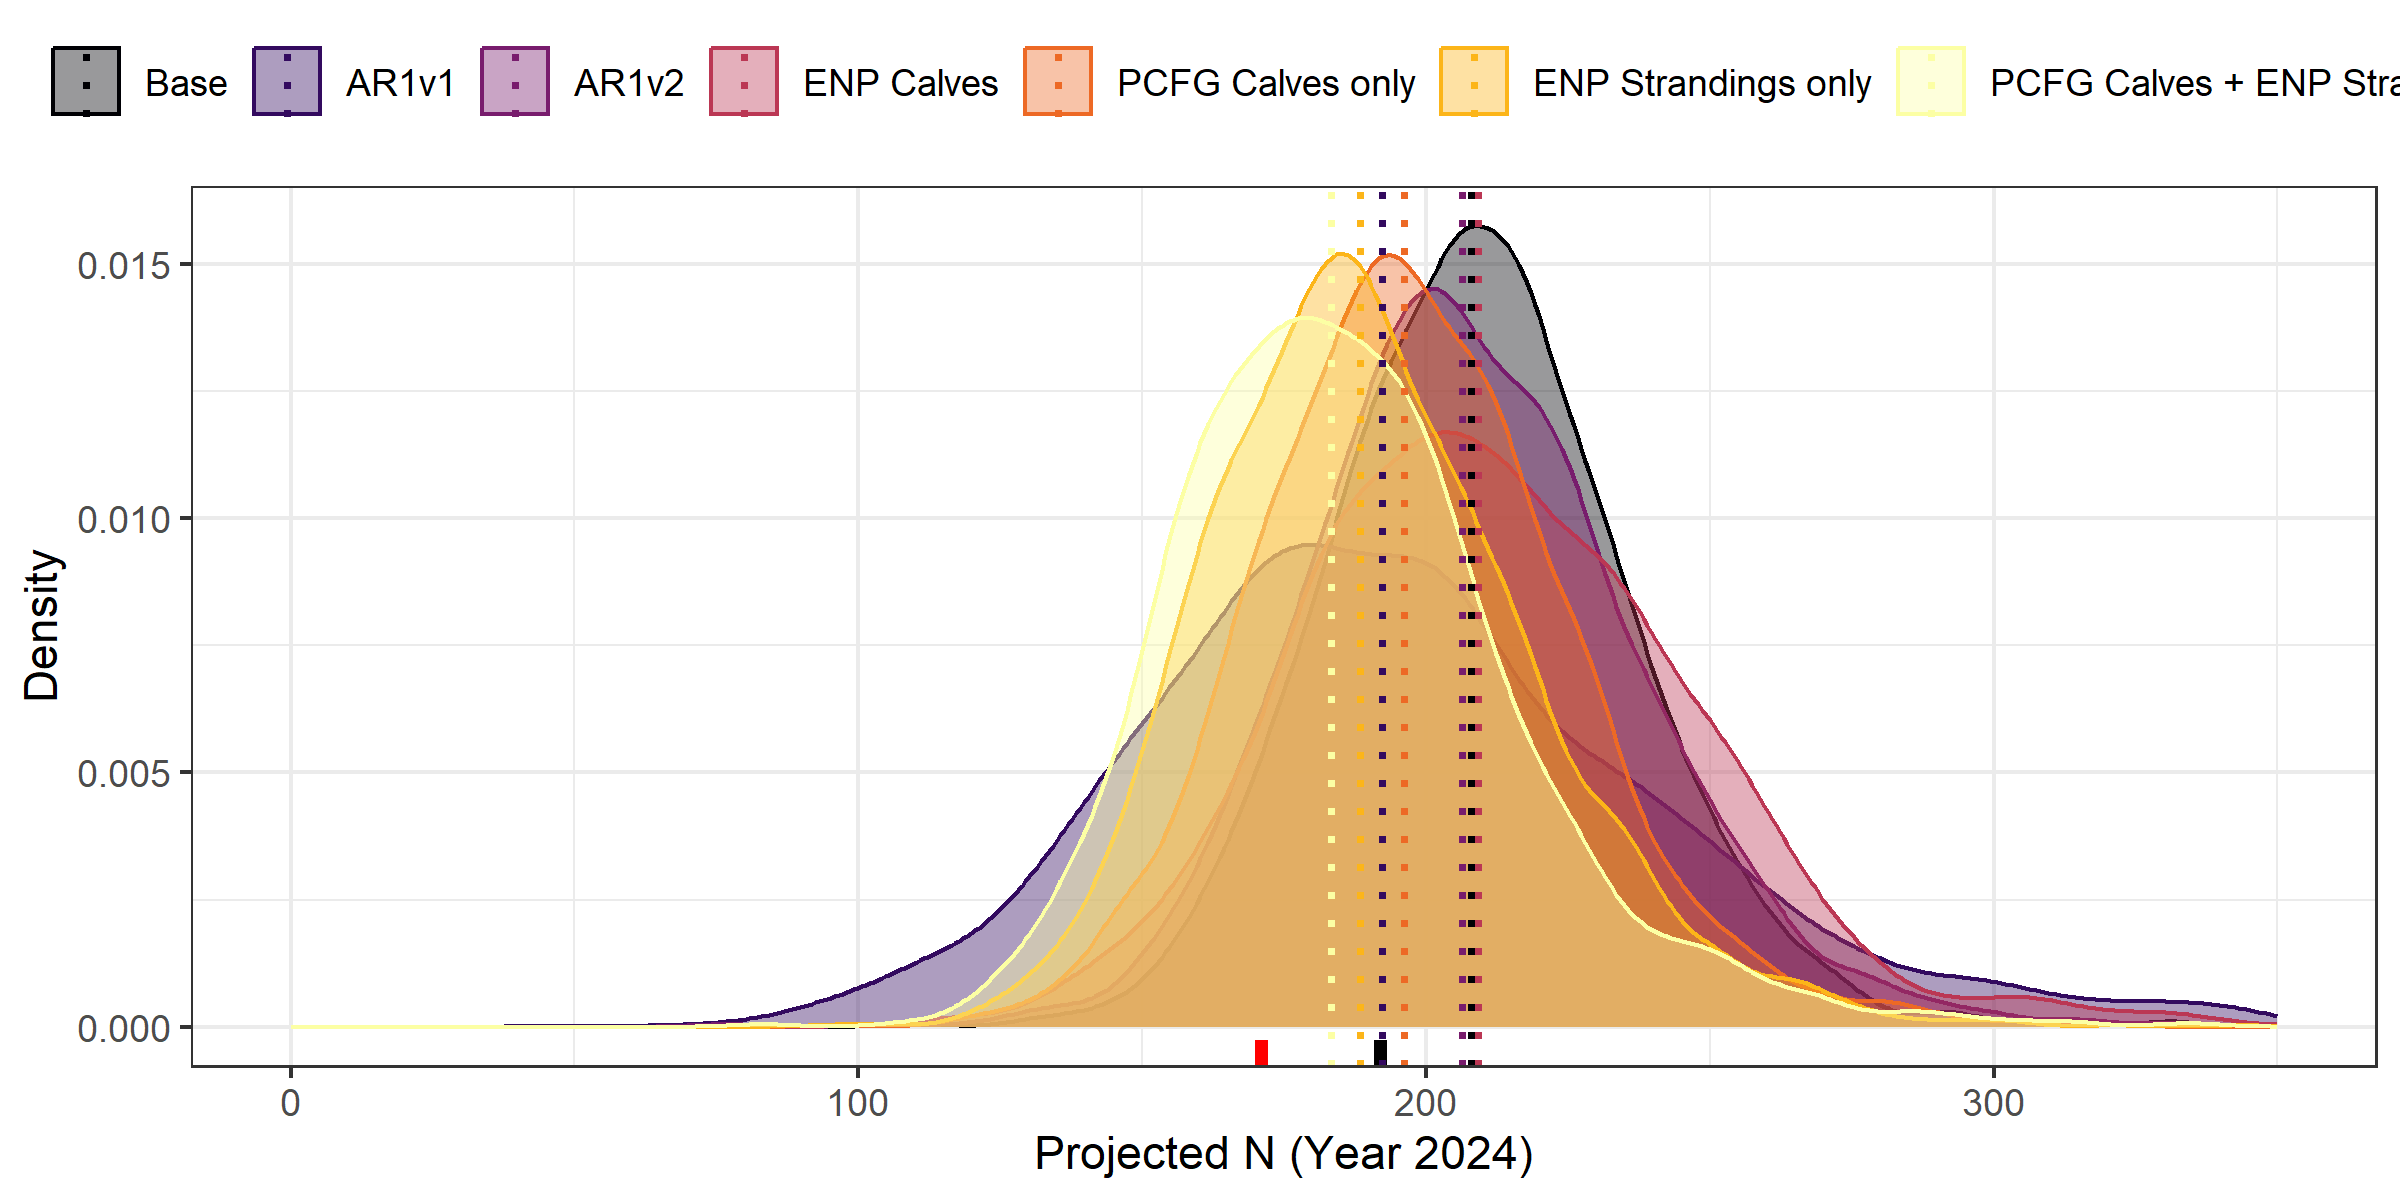 Base AR1v1 AR1v2 ENP Calves PCFG Calves only ENP Strandings only PCFG Calves + ENP Stra
0.015
0.010
0.005
0.000
Density
0 100 200 300
Projected N (Year 2024)